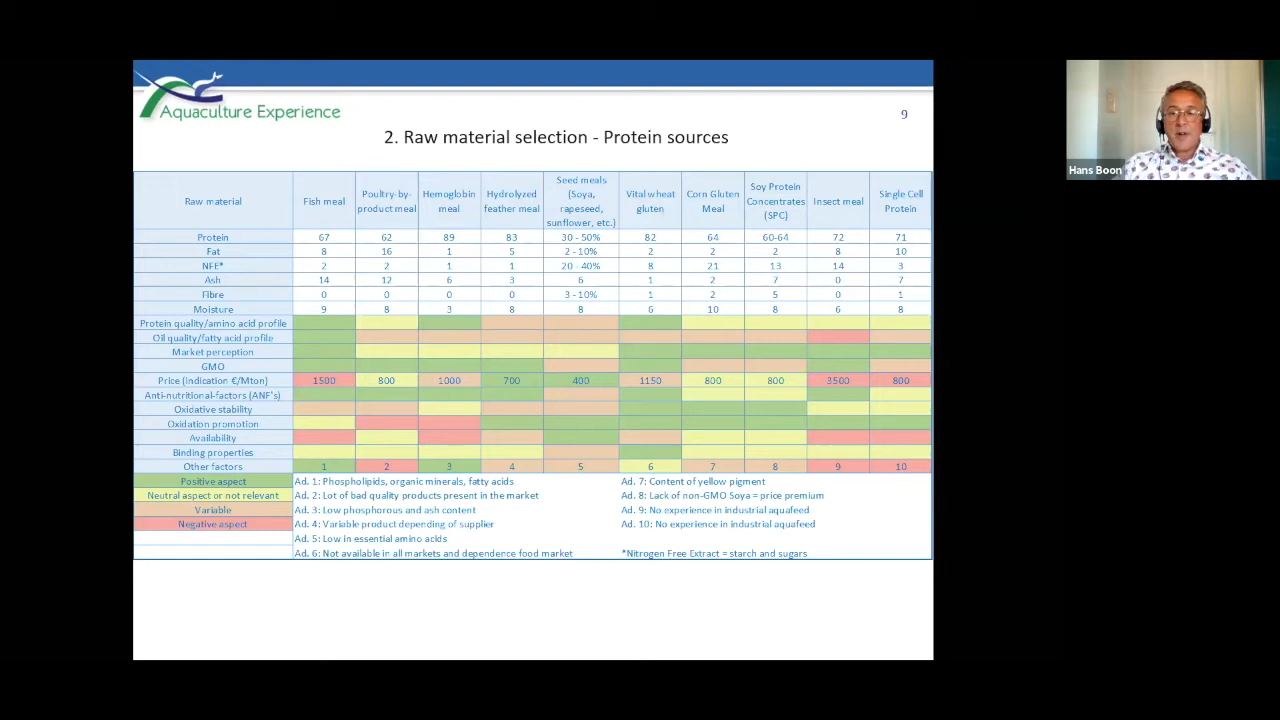 Aquaculture Experience
9
2. Raw material selection - Protein sources
Raw material Fish meal Poultry-by-product meal Hemoglobin meal Hydrolyzed feather meal Seed meals (Soya, rapeseed, sunflower, etc.) Vital wheat gluten Corn Gluten Meal Soy Protein Concentrates (SPC) Insect meal Single Cell Protein
Protein 67 62 89 83 30 - 50% 82 64 60-64 72 71
Fat 8 16 1 5 2 - 10% 2 2 2 8 10
NFE* 2 2 1 1 20 - 40% 8 21 13 14 3
Ash 14 12 6 3 6 1 2 7 0 7
Fibre 0 0 0 0 3 - 10% 1 2 5 0 1
Moisture 9 8 3 8 8 6 10 8 6 8
Protein quality/amino acid profile
Oil quality/fatty acid profile
Market perception
GMO
Price (Indication €/Mton) 1500 800 1000 700 400 1150 800 800 3500 800
Anti-nutritional-factors (ANF's)
Oxidative stability
Oxidation promotion
Availability
Binding properties
Other factors 1 2 3 4 5 6 7 8 9 10
Positive aspect Ad. 1: Phospholipids, organic minerals, fatty acids Ad. 7: Content of yellow pigment
Neutral aspect or not relevant Ad. 2: Lot of bad quality products present in the market Ad. 8: Lack of non-GMO Soya = price premium
Variable Ad. 3: Low phosphorous and ash content Ad. 9: No experience in industrial aquafeed
Negative aspect Ad. 4: Variable product depending of supplier Ad. 10: No experience in industrial aquafeed
Ad. 5: Low in essential amino acids
Ad. 6: Not available in all markets and dependence food market *Nitrogen Free Extract = starch and sugars
Hans Boon